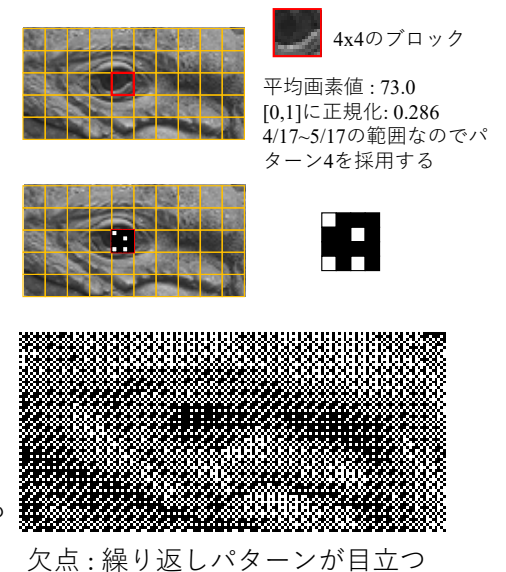 4x4のブロック
平均画素値 : 73.0
[0,1]に正規化: 0.286
4/17~5/17の範囲なのでパ
ターン4を採用する
欠点 : 繰り返しパターンが目立つ